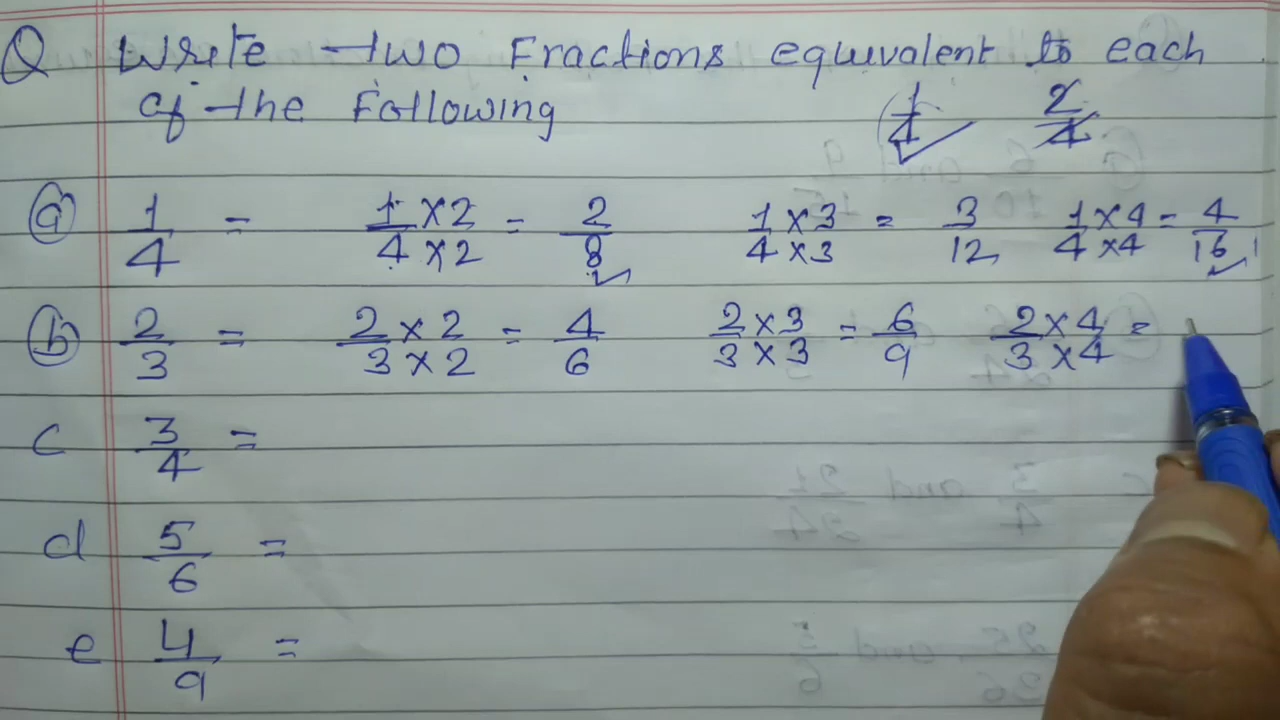 Q Write two Fractions equivalent to each
of the Following 1/4 2/4
(a) 1/4 = 1×2/4×2 = 2/8 1×3/4×3 = 3/12 1×4/4×4 = 4/16
(b) 2/3 = 2×2/3×2 = 4/6 2×3/3×3 = 6/9 2×4/3×4 =
c 3/4 =
d 5/6 =
e 4/9 =